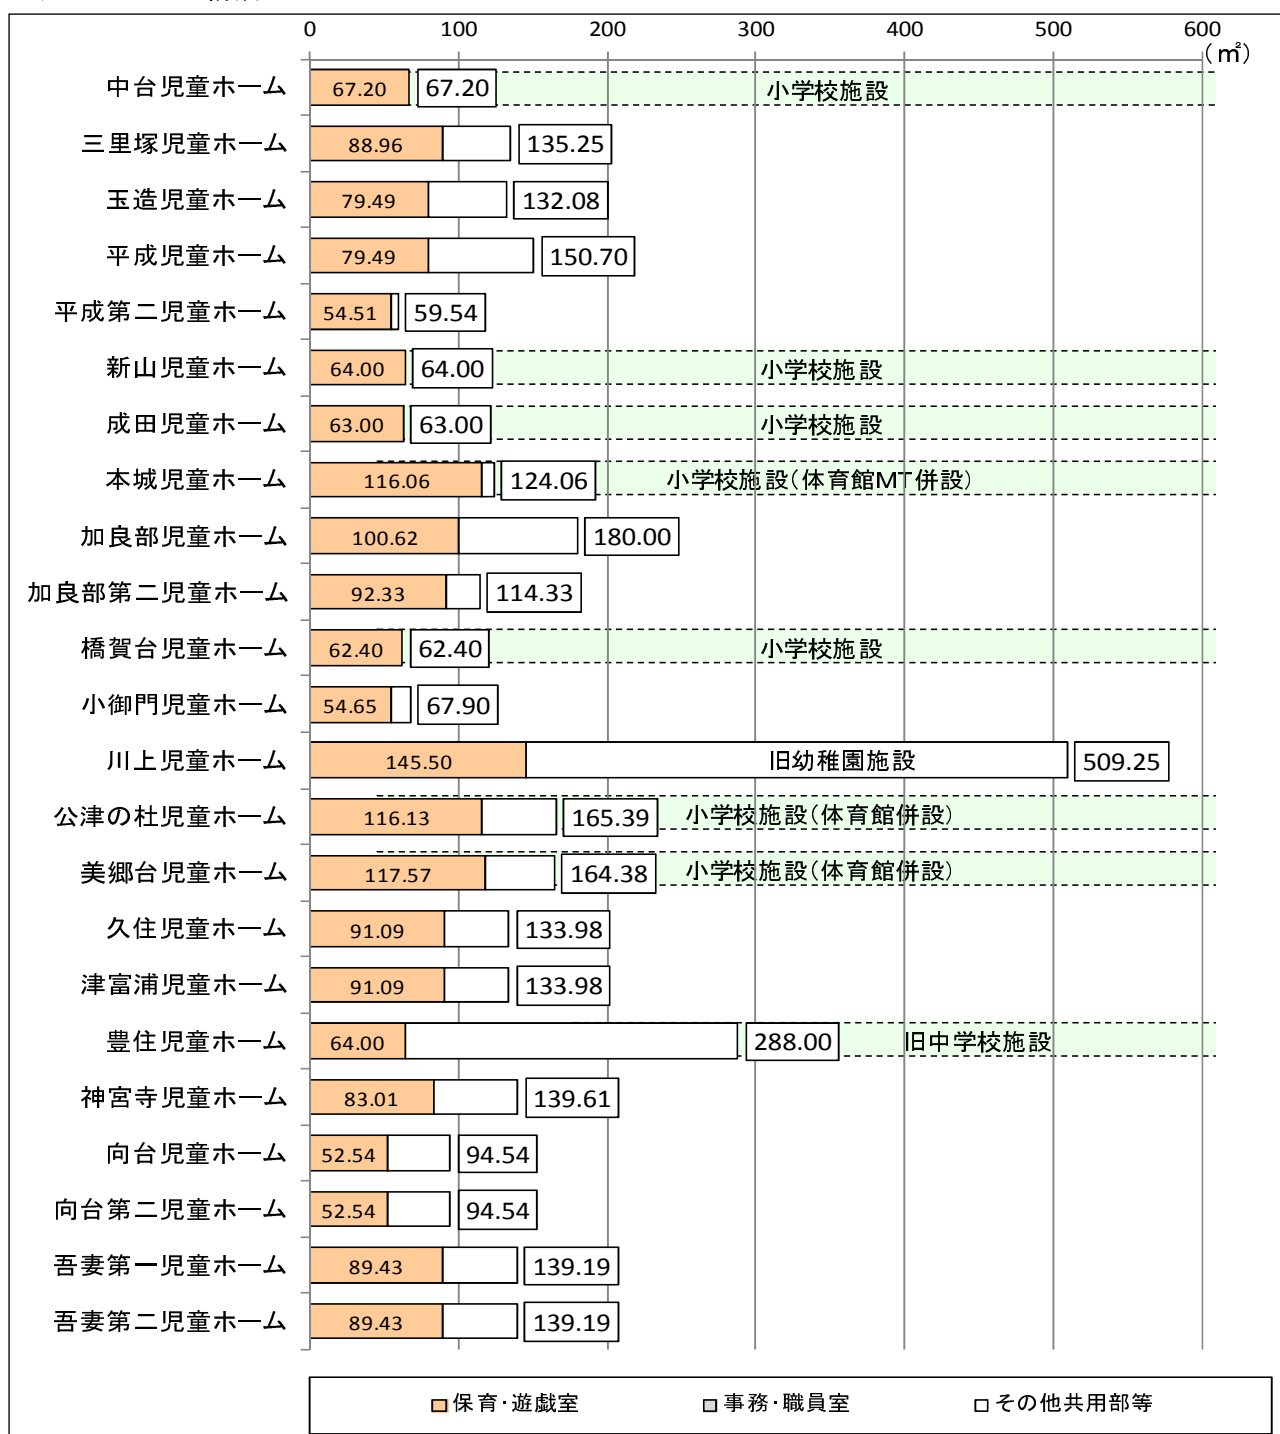 0 100 200 300 400 500 600
(㎡)
中台児童ホーム 67.20 67.20 小学校施設
三里塚児童ホーム 88.96 135.25
玉造児童ホーム 79.49 132.08
平成児童ホーム 79.49 150.70
平成第二児童ホーム 54.51 59.54
新山児童ホーム 64.00 64.00 小学校施設
成田児童ホーム 63.00 63.00 小学校施設
本城児童ホーム 116.06 124.06 小学校施設(体育館MT併設)
加良部児童ホーム 100.62 180.00
加良部第二児童ホーム 92.33 114.33
橋賀台児童ホーム 62.40 62.40 小学校施設
小御門児童ホーム 54.65 67.90
川上児童ホーム 145.50 旧幼稚園施設 509.25
公津の杜児童ホーム 116.13 165.39 小学校施設(体育館併設)
美郷台児童ホーム 117.57 164.38 小学校施設(体育館併設)
久住児童ホーム 91.09 133.98
津富浦児童ホーム 91.09 133.98
豊住児童ホーム 64.00 288.00 旧中学校施設
神宮寺児童ホーム 83.01 139.61
向台児童ホーム 52.54 94.54
向台第二児童ホーム 52.54 94.54
吾妻第一児童ホーム 89.43 139.19
吾妻第二児童ホーム 89.43 139.19
保育・遊戯室 事務・職員室 その他共用部等